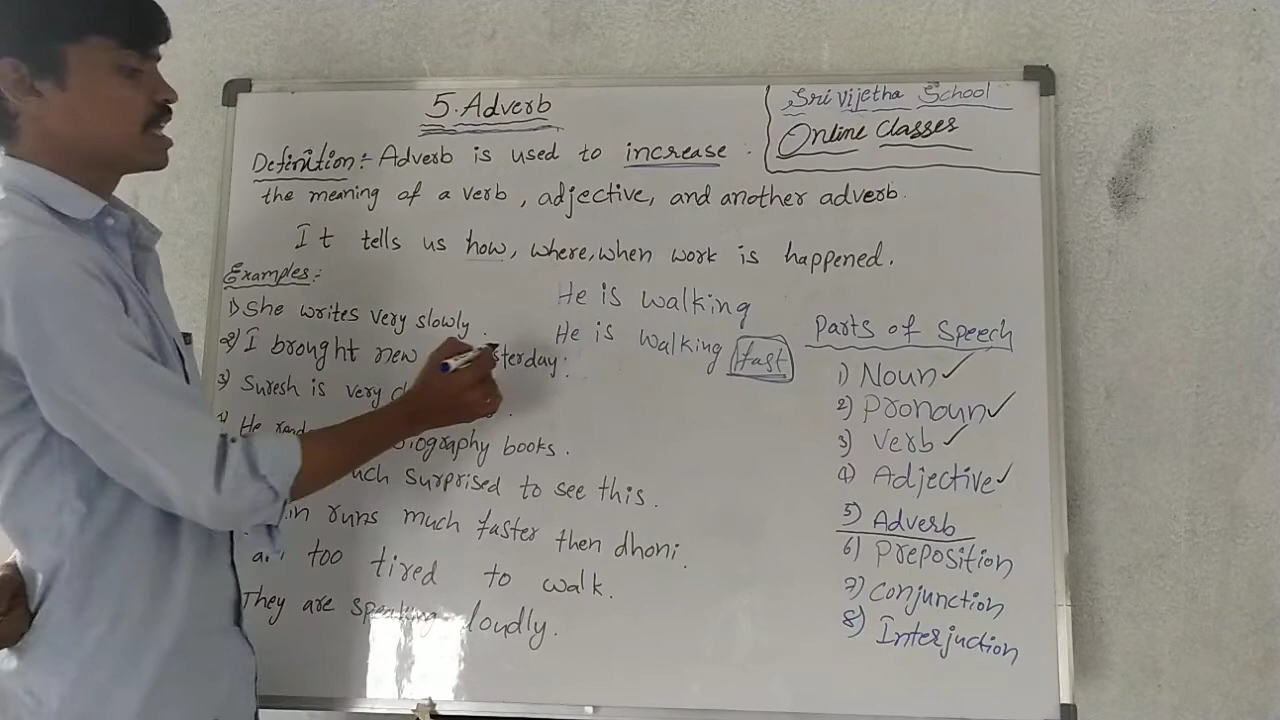 5. Adverb
Sri Vijetha School
Online Classes
Definition:- Adverb is used to increase
the meaning of a verb, adjective, and another adverb.
It tells us how, where, when work is happened.
Examples:-
1) She writes very slowly.
2) I brought new
3) Suresh is very
4) He books.
surprised to see this.
runs much faster then dhoni.
too tired to walk.
They are speaking loudly.
He is walking
He is walking fast
Parts of Speech
1) Noun ✓
2) Pronoun ✓
3) Verb ✓
4) Adjective ✓
5) Adverb
6) Preposition
7) Conjunction
8) Interjuction